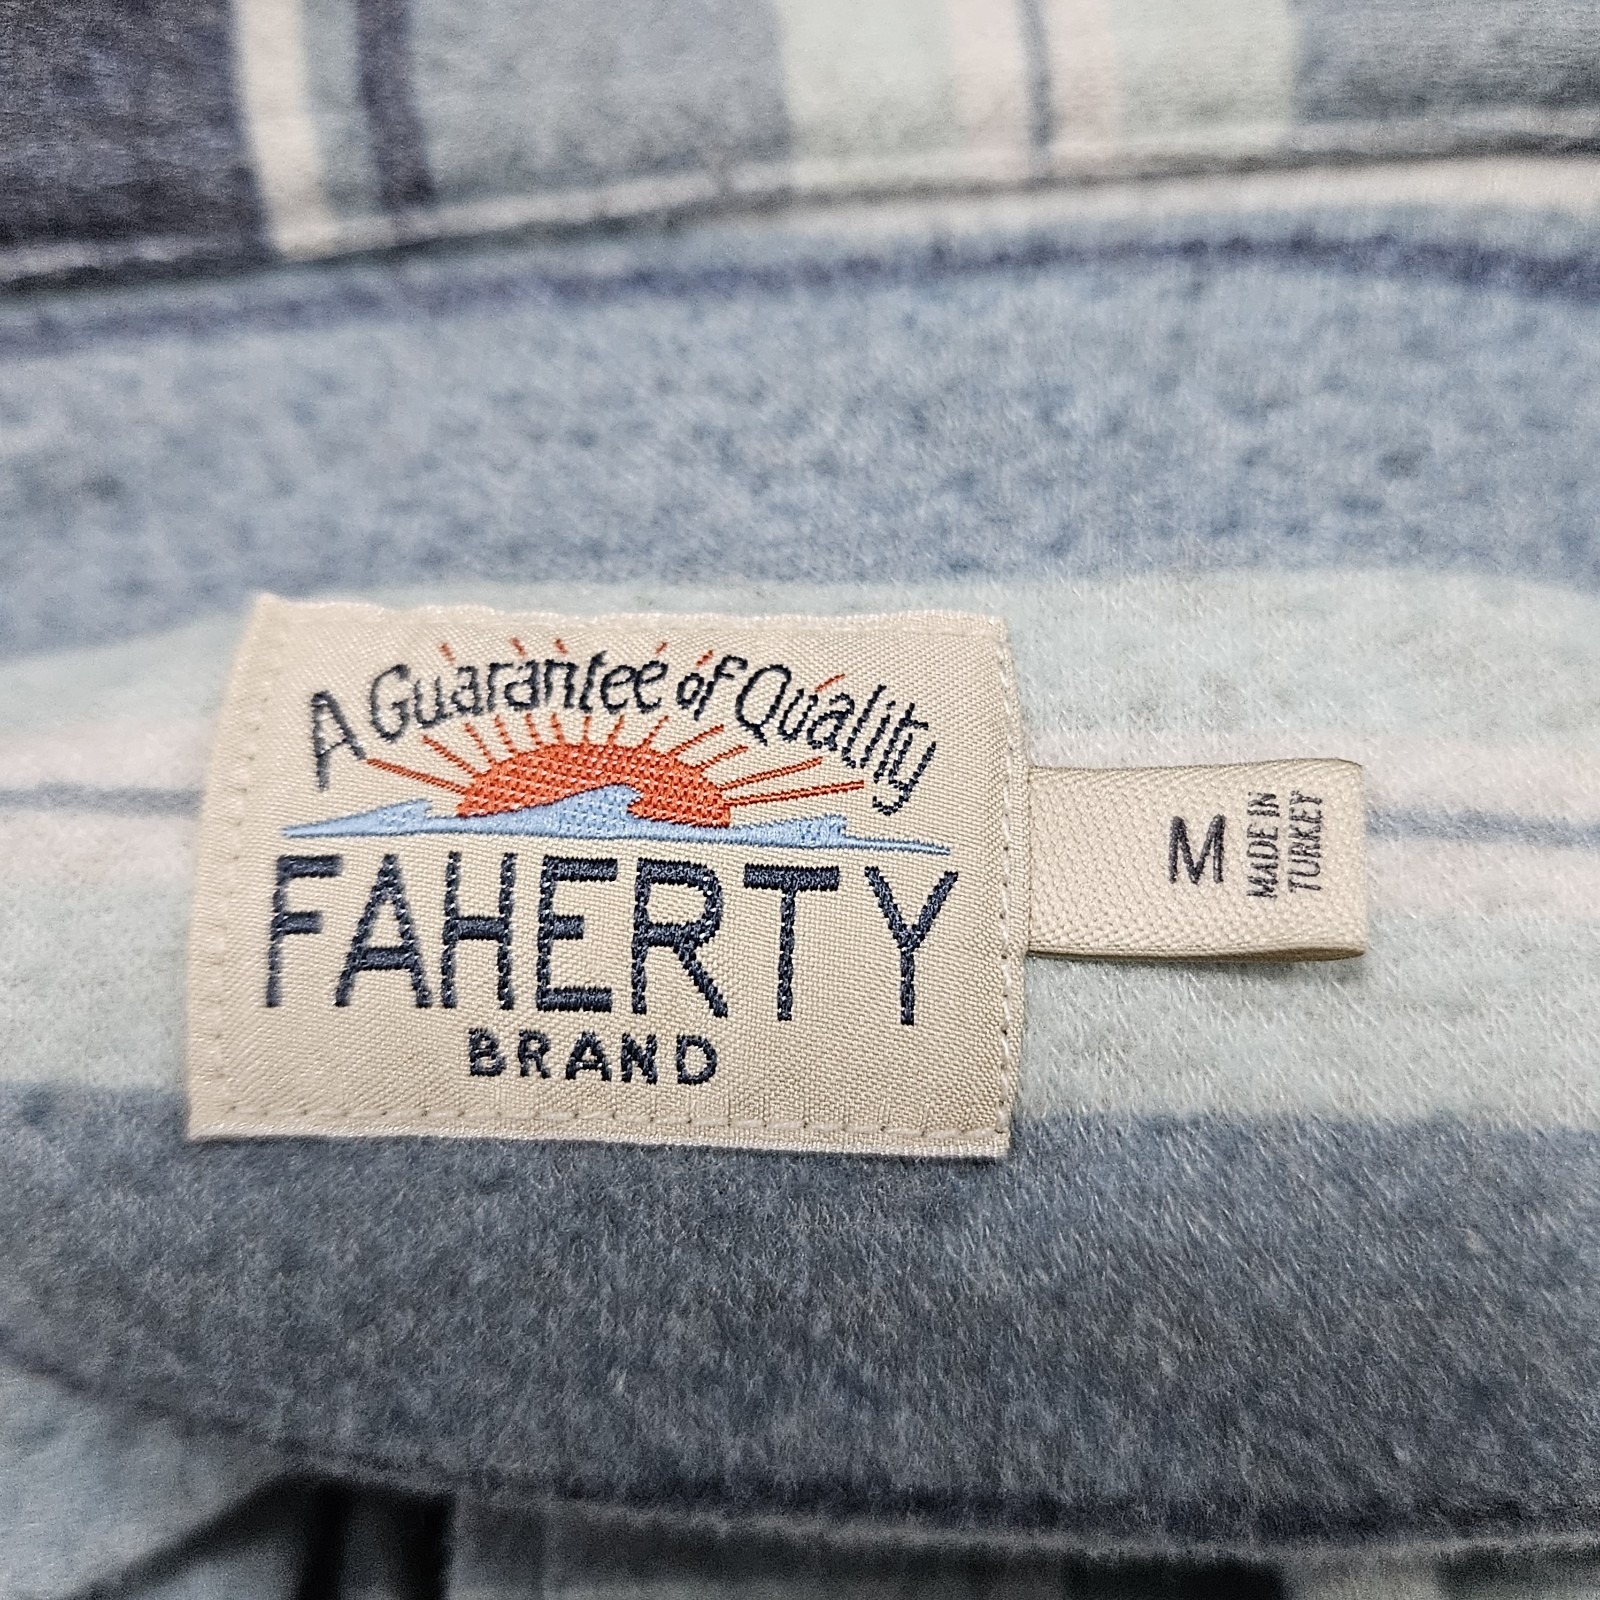 A Guarantee of Quality
FAHERTY
BRAND
M
MADE IN
TURKEY